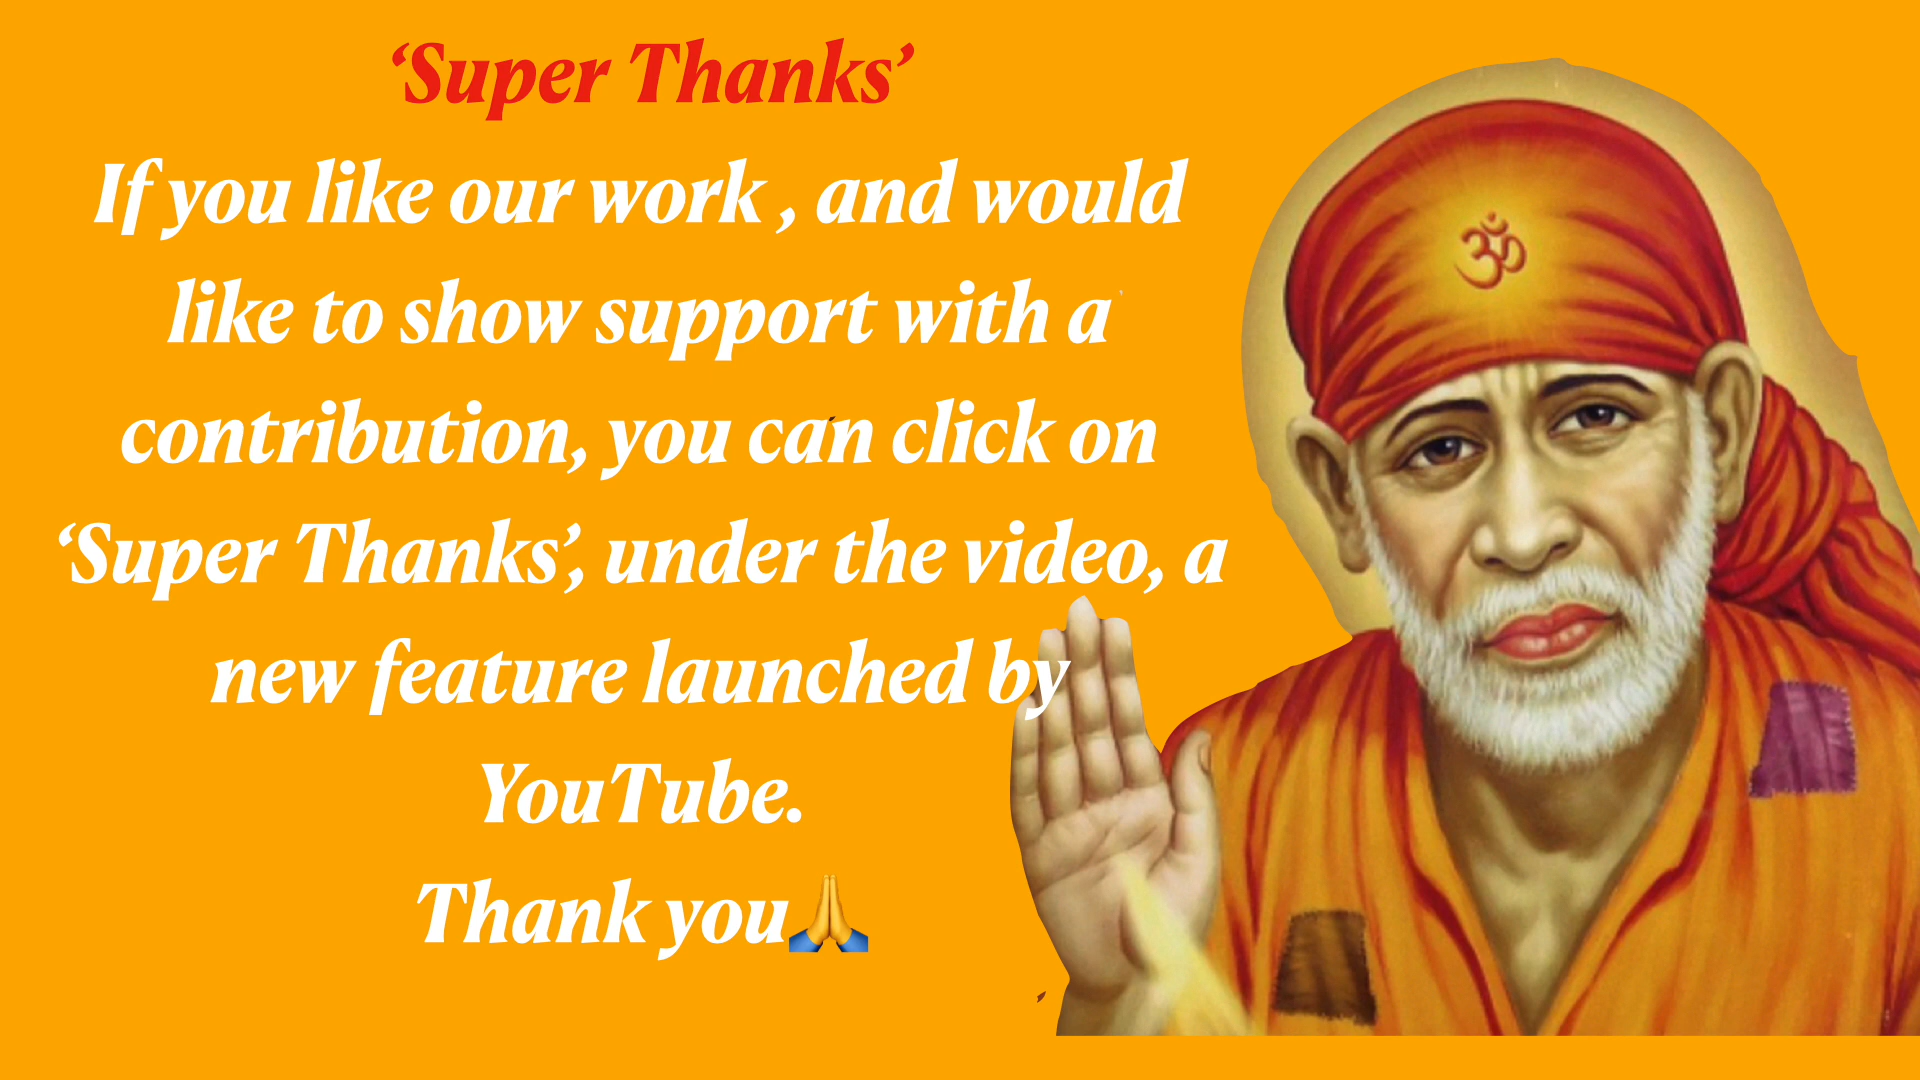 ‘Super Thanks’
If you like our work , and would
like to show support with a
contribution, you can click on
‘Super Thanks’, under the video, a
new feature launched by
YouTube.
Thank you🙏
ॐ